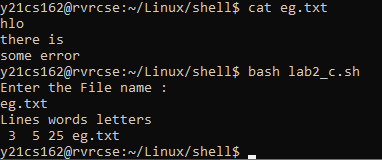 y21cs162@rvrcse:~/Linux/shell$ cat eg.txt
hlo
there is
some error
y21cs162@rvrcse:~/Linux/shell$ bash lab2_c.sh
Enter the File name :
eg.txt
Lines words letters
 3  5 25 eg.txt
y21cs162@rvrcse:~/Linux/shell$